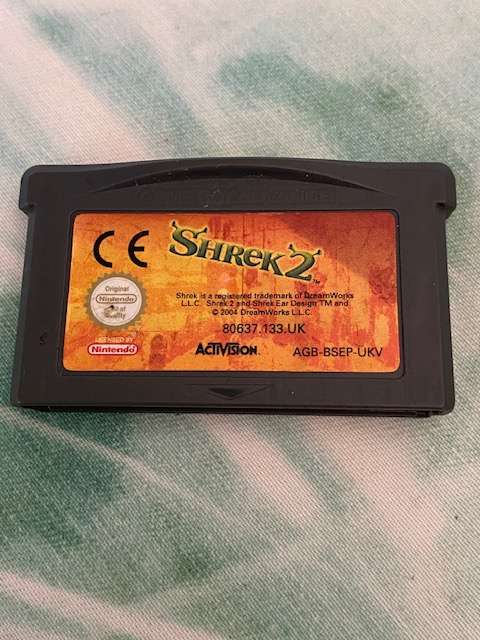 CE
SHREK 2™
Original
Nintendo
Seal of
Quality
LICENSED BY
Nintendo
Shrek is a registered trademark of DreamWorks
L.L.C. Shrek 2 and Shrek Ear Design TM and
© 2004 DreamWorks L.L.C.
80637.133.UK
ACTIVISION.
AGB-BSEP-UKV